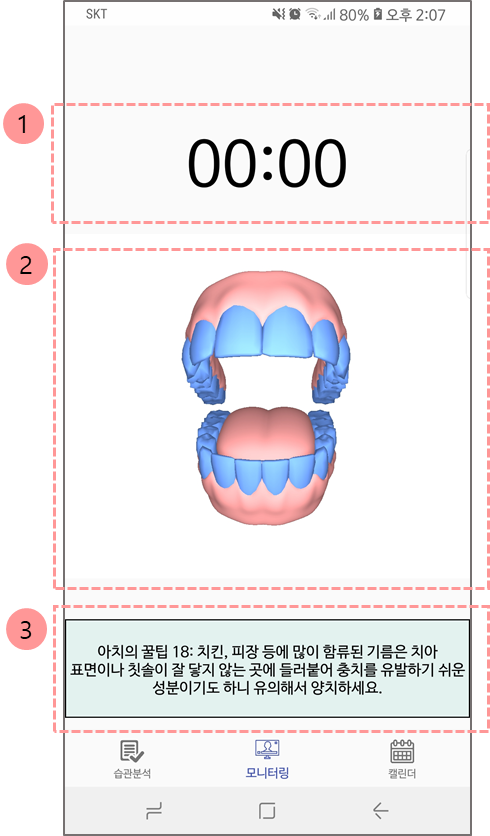 SKT 80% 오후 2:07
1
00:00
2
3
아치의 꿀팁 18: 치킨, 피장 등에 많이 함류된 기름은 치아
표면이나 칫솔이 잘 닿지 않는 곳에 들러붙어 충치를 유발하기 쉬운
성분이기도 하니 유의해서 양치하세요.
습관분석 모니터링 캘린더